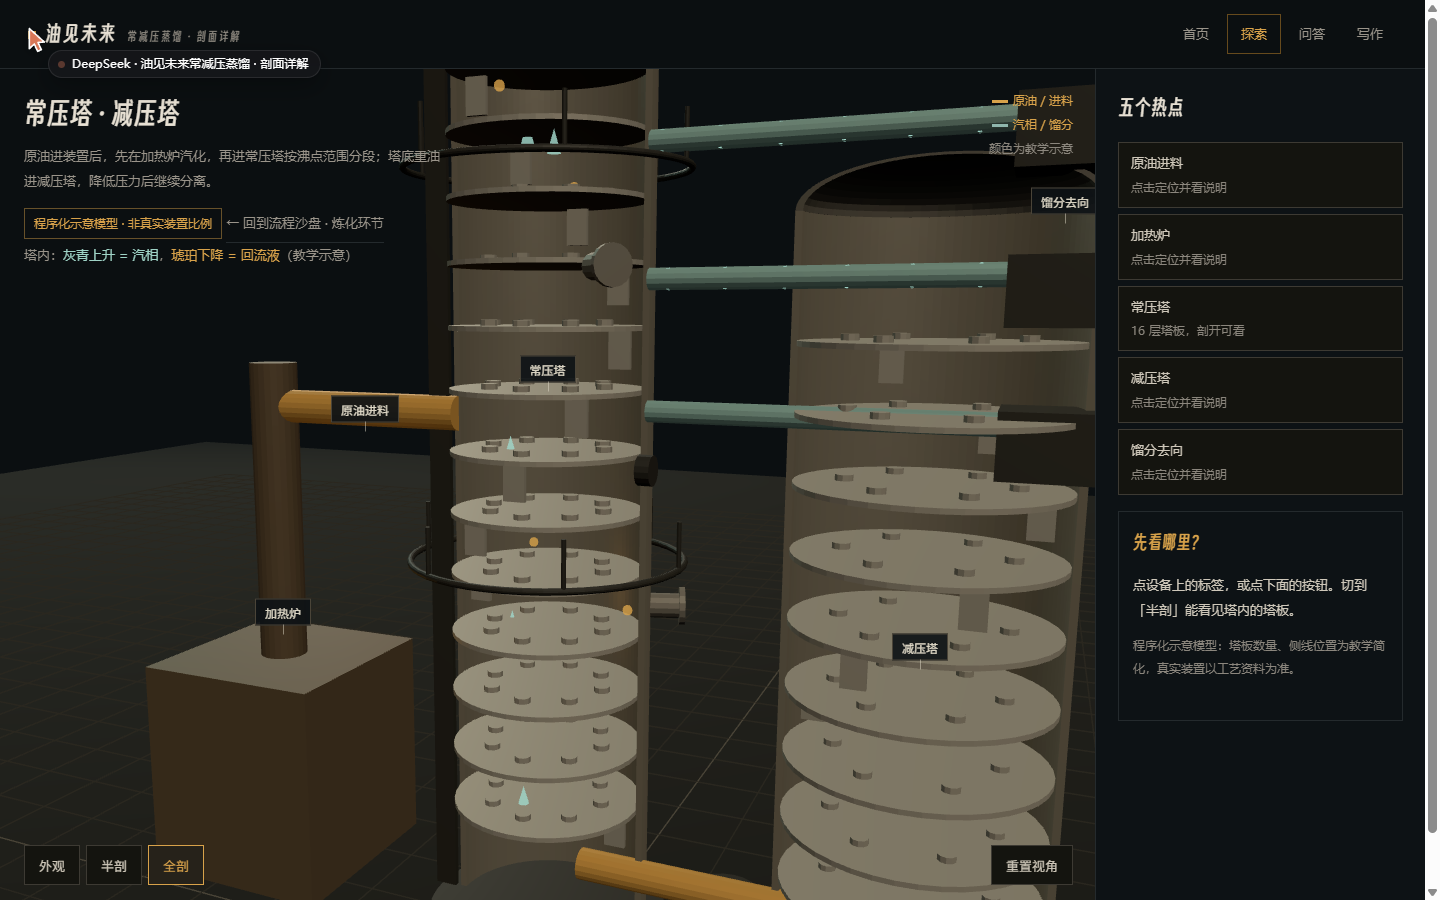 油见未来 常减压蒸馏 · 剖面详解
首页 探索 问答 写作
DeepSeek · 油见未来常减压蒸馏 · 剖面详解
常压塔 · 减压塔
原油进装置后，先在加热炉汽化，再进常压塔按沸点范围分段；塔底重油
进减压塔，降低压力后继续分离。
程序化示意模型 · 非真实装置比例 ← 回到流程沙盘 · 炼化环节
塔内：灰青上升 = 汽相，琥珀下降 = 回流液（教学示意）
原油 / 进料
汽相 / 馏分
颜色为教学示意
馏分去向
常压塔
原油进料
加热炉
减压塔
外观 半剖 全剖
重置视角
五个热点
原油进料
点击定位并看说明
加热炉
点击定位并看说明
常压塔
16 层塔板，剖开可看
减压塔
点击定位并看说明
馏分去向
点击定位并看说明
先看哪里？
点设备上的标签，或点下面的按钮。切到
「半剖」能看见塔内的塔板。
程序化示意模型：塔板数量、侧线位置为教学简
化，真实装置以工艺资料为准。